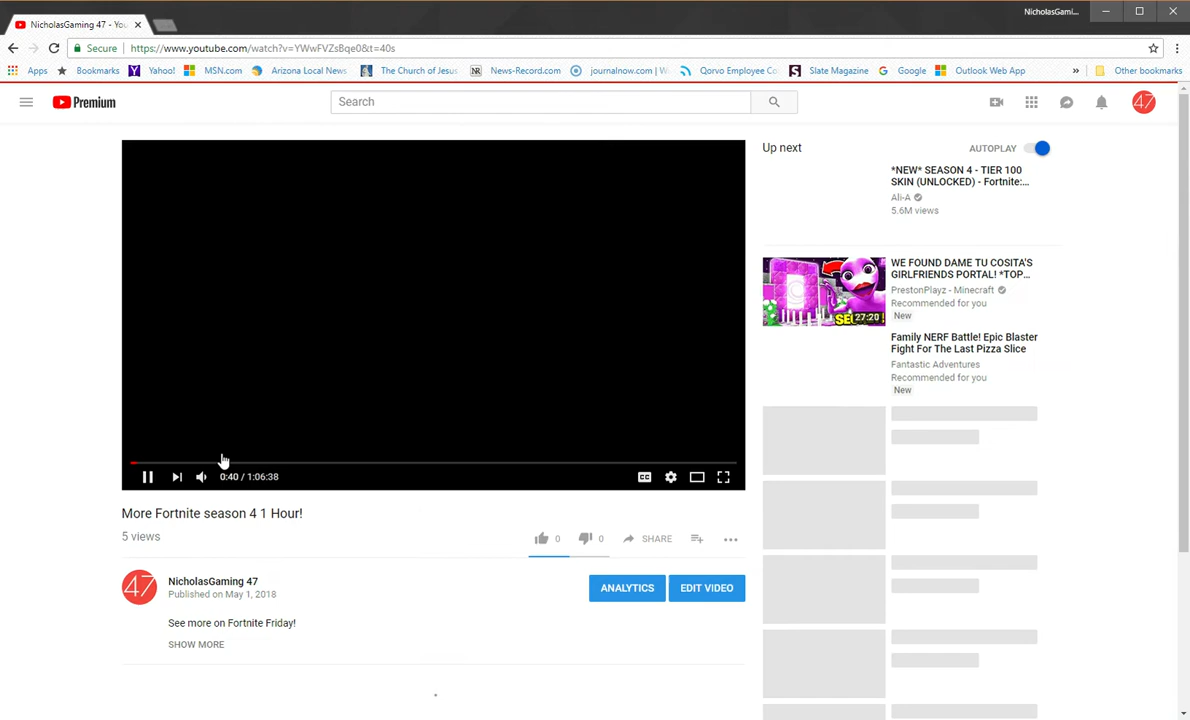 NicholasGaming 47 - You
NicholasGami...
Secure
https://www.youtube.com/watch?v=YWwFVZsBqe0&t=40s
Apps
Bookmarks
Yahoo!
MSN.com
Arizona Local News
The Church of Jesus
NR News-Record.com
journalnow.com | W
Qorvo Employee Co
S Slate Magazine
G Google
Outlook Web App
»
Other bookmarks
Premium
Search
47
Up next
AUTOPLAY
*NEW* SEASON 4 - TIER 100
SKIN (UNLOCKED) - Fortnite:...
Ali-A
5.6M views
WE FOUND DAME TU COSITA'S
GIRLFRIENDS PORTAL! *TOP...
PrestonPlayz - Minecraft
Recommended for you
New
27:20
Family NERF Battle! Epic Blaster
Fight For The Last Pizza Slice
Fantastic Adventures
Recommended for you
New
0:40 / 1:06:38
CC
More Fortnite season 4 1 Hour!
5 views
0
0
SHARE
47
NicholasGaming 47
Published on May 1, 2018
ANALYTICS
EDIT VIDEO
See more on Fortnite Friday!
SHOW MORE